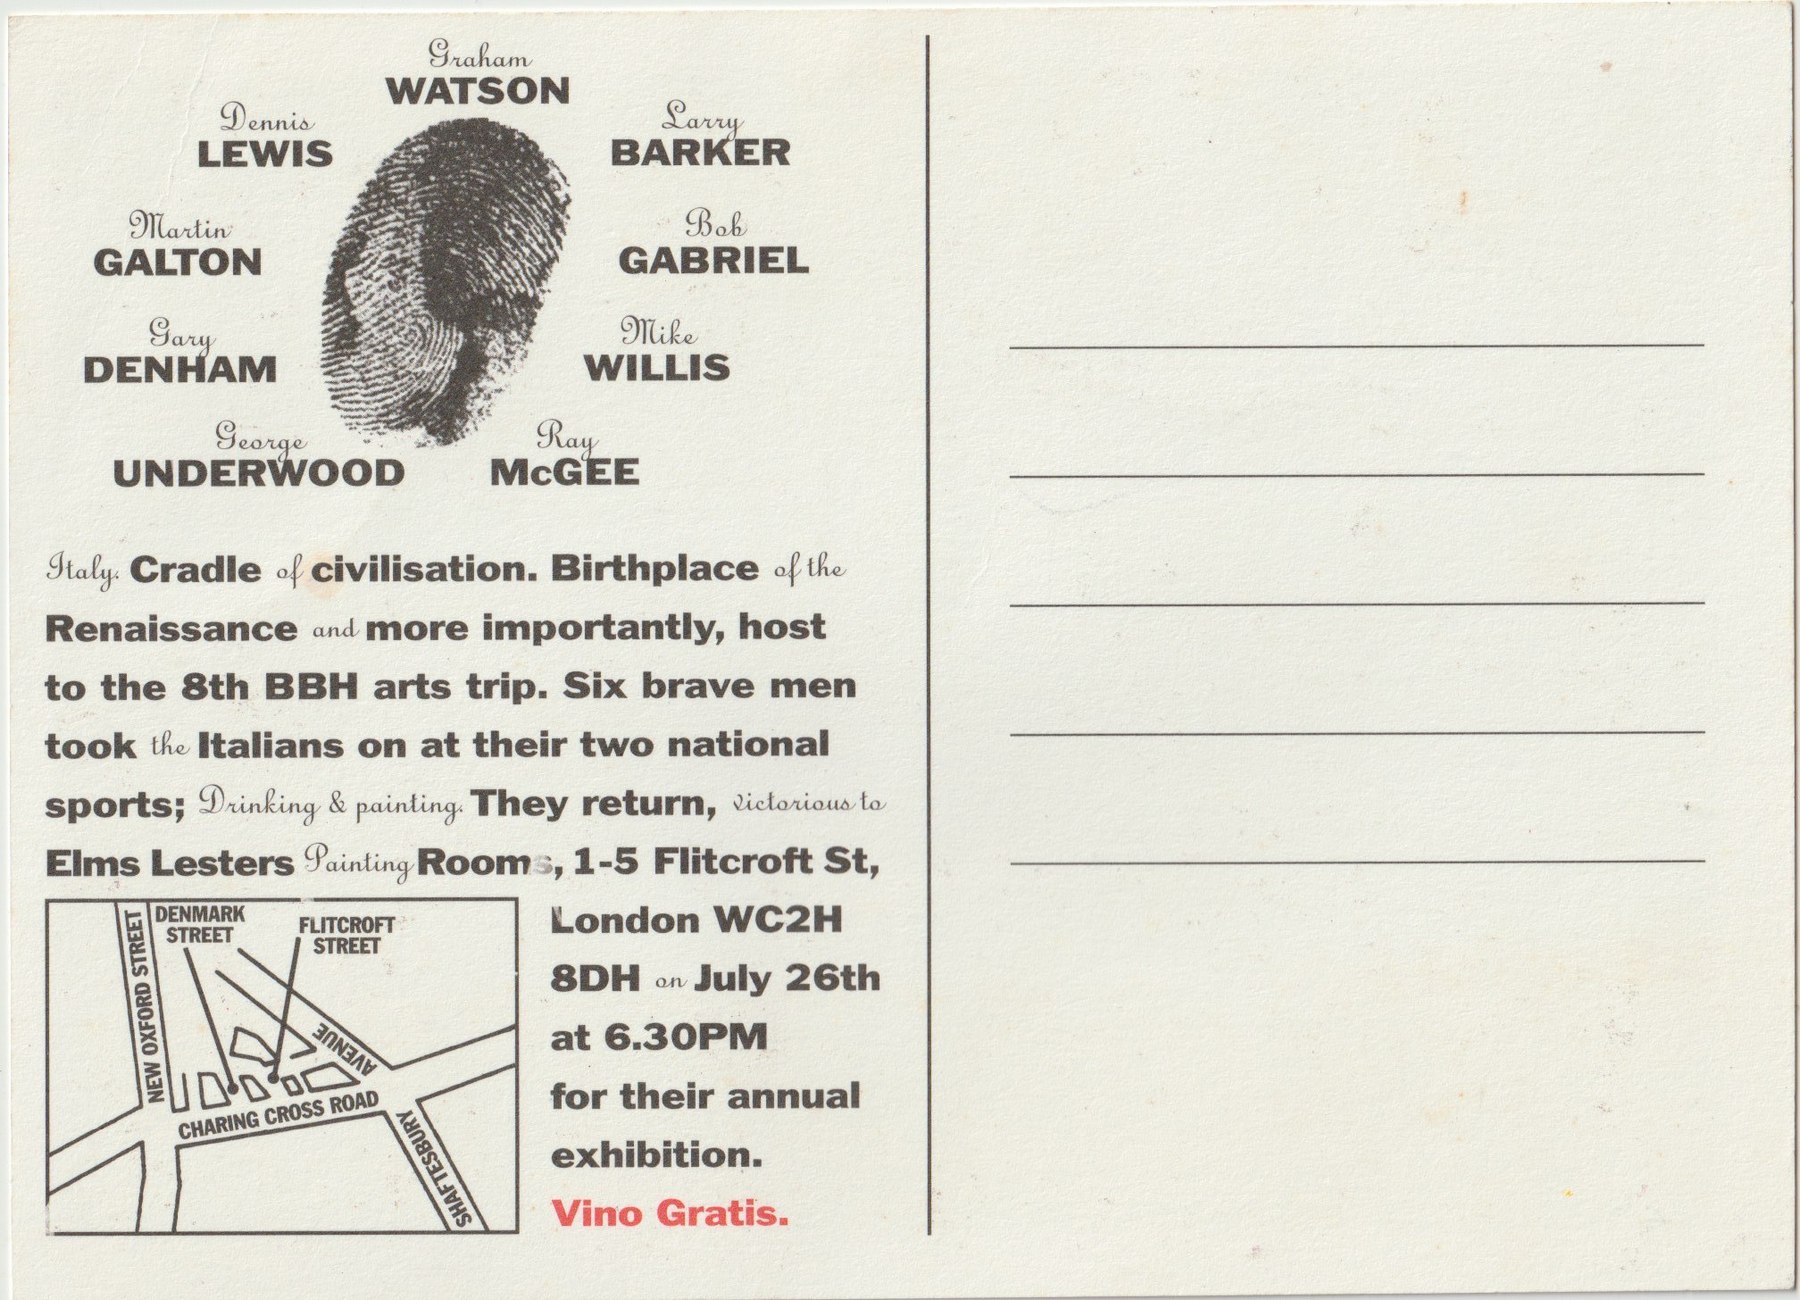 Graham
WATSON
Dennis
LEWIS
Larry
BARKER
Martin
GALTON
Bob
GABRIEL
Gary
DENHAM
Mike
WILLIS
George
UNDERWOOD
Ray
McGEE
Italy. Cradle of civilisation. Birthplace of the
Renaissance and more importantly, host
to the 8th BBH arts trip. Six brave men
took the Italians on at their two national
sports; Drinking & painting. They return, victorious to
Elms Lesters Painting Rooms, 1-5 Flitcroft St,
London WC2H
8DH on July 26th
at 6.30PM
for their annual
exhibition.
Vino Gratis.
DENMARK
STREET
FLITCROFT
STREET
NEW OXFORD STREET
AVENUE
CHARING CROSS ROAD
SHAFTESBURY